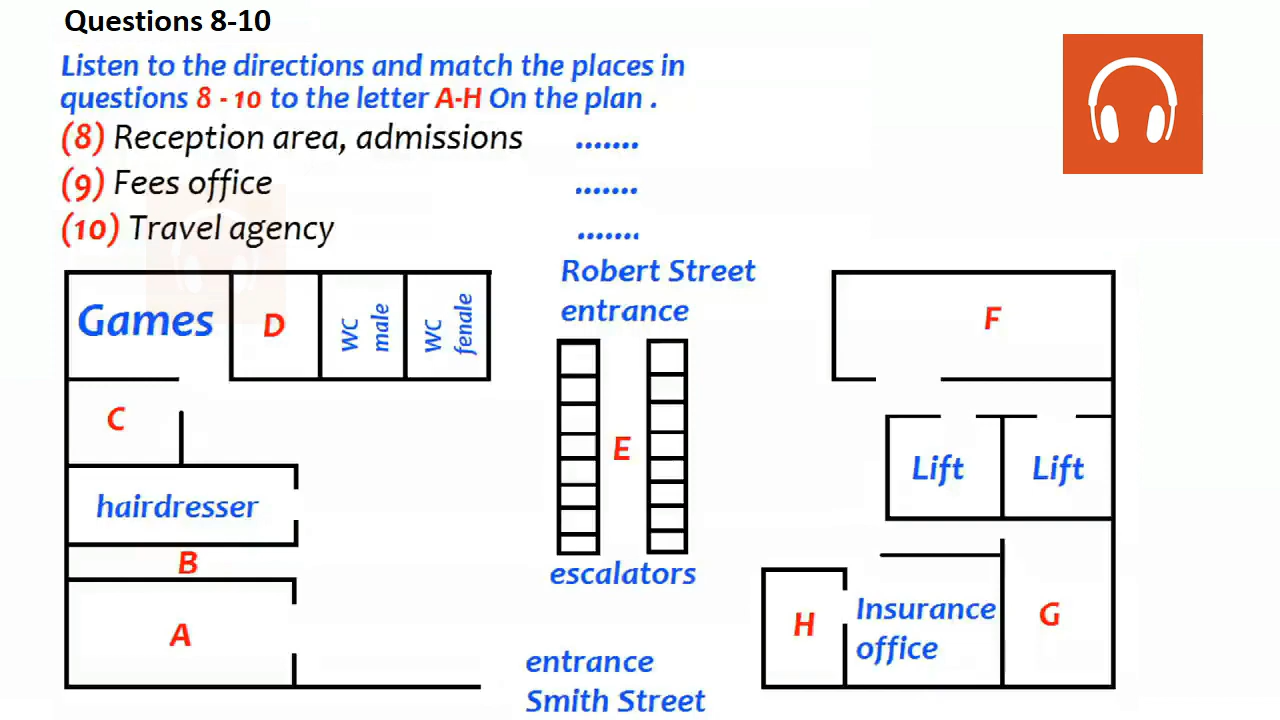 Questions 8-10
Listen to the directions and match the places in
questions 8 - 10 to the letter A-H On the plan .
(8) Reception area, admissions .......
(9) Fees office .......
(10) Travel agency .......
Robert Street
entrance
Games
D
WC
male
WC
fenale
F
C
E
Lift
Lift
hairdresser
B
escalators
A
H
Insurance
office
G
entrance
Smith Street